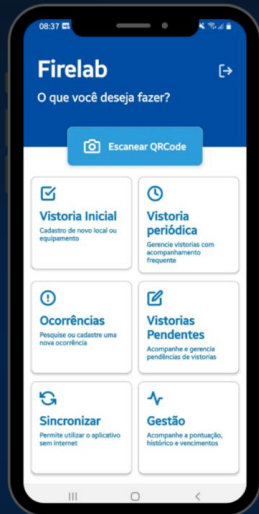 08:37
Firelab
O que você deseja fazer?
Escanear QRCode
Vistoria Inicial
Cadastro de novo local ou
equipamento
Vistoria
periódica
Gerencie vistorias com
acompanhamento
frequente
Ocorrências
Pesquise ou cadastre uma
nova ocorrência
Vistorias
Pendentes
Acompanhe e gerencia
pendências de vistorias
Sincronizar
Permite utilizar o aplicativo
sem internet
Gestão
Acompanhe a pontuação,
histórico e vencimentos